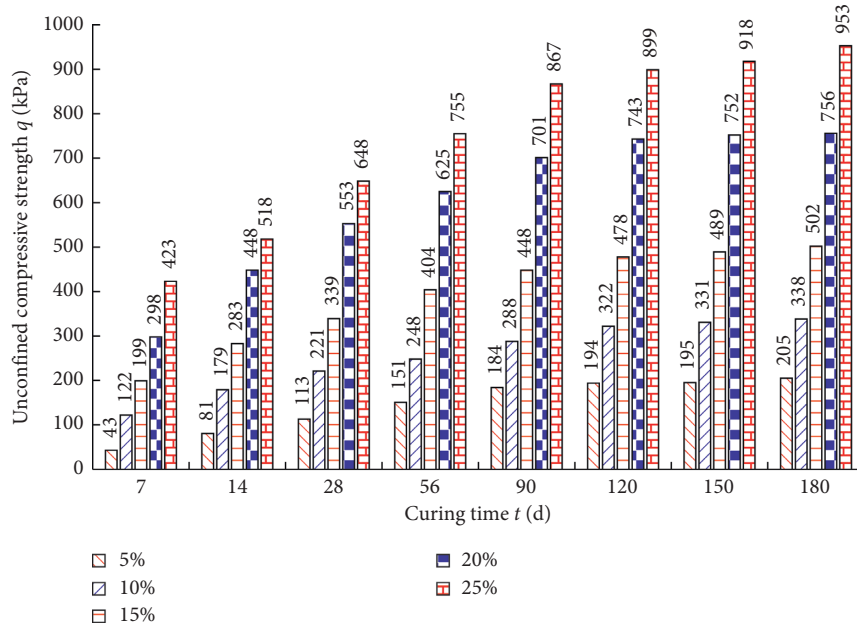 Unconfined compressive strength q (kPa)
1000
900
800
700
600
500
400
300
200
100
0
43 122 199 298 423
81 179 283 448 518
113 221 339 553 648
151 248 404 625 755
184 288 448 701 867
194 322 478 743 899
195 331 489 752 918
205 338 502 756 953
7 14 28 56 90 120 150 180
Curing time t (d)
5%
10%
15%
20%
25%